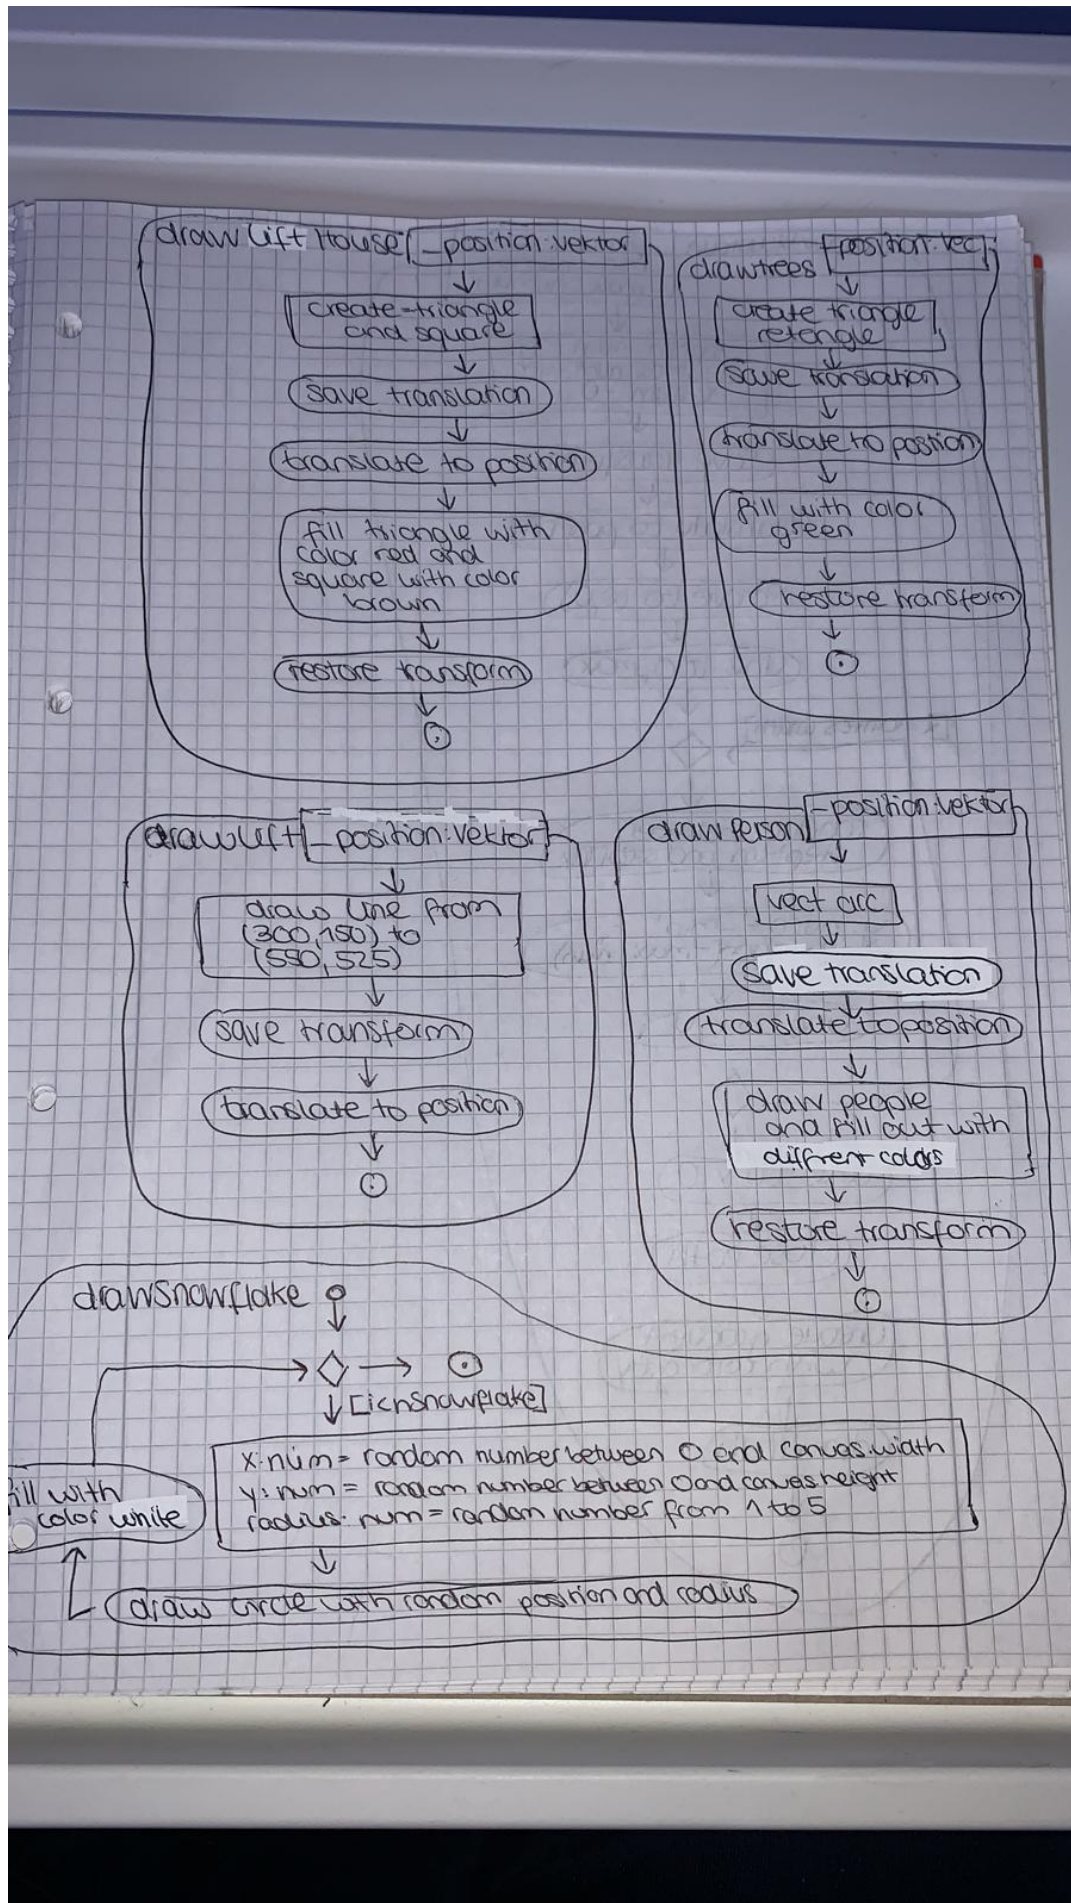 draw Lift House
_position:vektor
create-triangle
and square
save translation
translate to position
fill triangle with
color red and
square with color
brown
restore transform
drawtrees
position:vec
create triangle
retengle
save translation
translate to postion
fill with color
green
restore transform
drawLift
_position:vektor
draw line from
(300,150) to
(550,525)
save transform
translate to position
draw Person
_position:vektor
vect arc
save translation
translate to position
draw people
and fill out with
diffrent colors
restore transform
drawSnowflake
[i<nSnowflake]
x:num = random number between 0 and canvas.width
y:num = random number between 0 and canvas height
radius: num = random number from 1 to 5
ill with
color white
draw circle with random position and radius